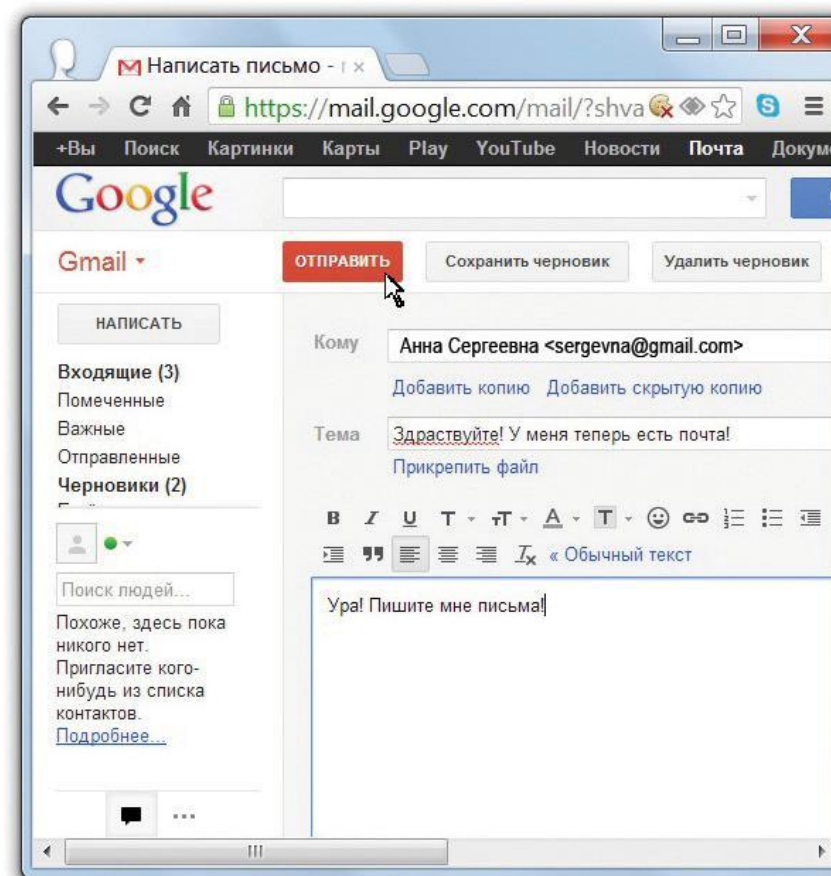 Написать письмо -
https://mail.google.com/mail/?shva
+Вы Поиск Картинки Карты Play YouTube Новости Почта Докум
Google
Gmail
ОТПРАВИТЬ Сохранить черновик Удалить черновик
НАПИСАТЬ
Входящие (3)
Помеченные
Важные
Отправленные
Черновики (2)
Кому Анна Сергеевна <sergevna@gmail.com>
Добавить копию Добавить скрытую копию
Тема Здраствуйте! У меня теперь есть почта!
Прикрепить файл
B I U T тT A T
« Обычный текст
Ура! Пишите мне письма!
Поиск людей...
Похоже, здесь пока
никого нет.
Пригласите кого-
нибудь из списка
контактов.
Подробнее...